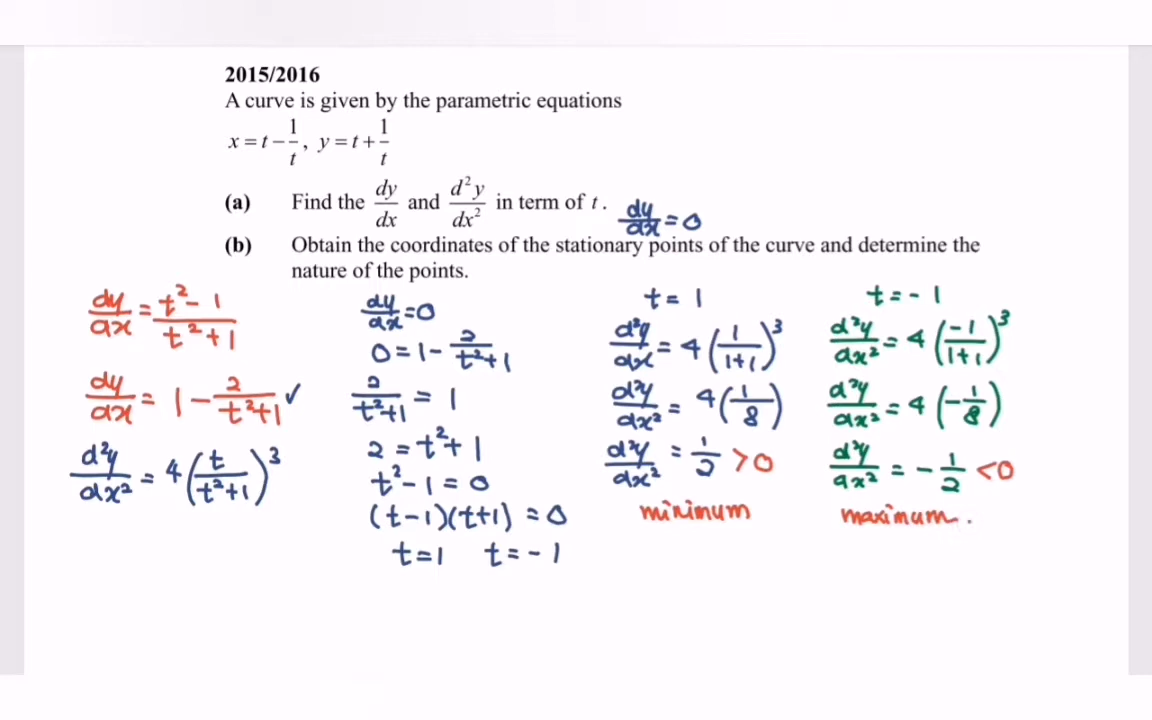 2015/2016
A curve is given by the parametric equations
x = t − 1/t, y = t + 1/t
(a) Find the dy/dx and d²y/dx² in term of t. dy/dx = 0
(b) Obtain the coordinates of the stationary points of the curve and determine the
nature of the points.
dy/dx = t² − 1/t² + 1
dy/dx = 1 − 2/t² + 1 ✓
d²y/dx² = 4(t/t² + 1)³
dy/dx = 0
0 = 1 − 2/t² + 1
2/t² + 1 = 1
2 = t² + 1
t² − 1 = 0
(t − 1)(t + 1) = 0
t = 1 t = − 1
t = 1
d²y/dx = 4(1/1 + 1)³
d²y/dx² = 4(1/8)
d²y/dx² = 1/2 > 0
minimum
t = − 1
d²y/dx² = 4(−1/1 + 1)³
d²y/dx² = 4(−1/8)
d²y/dx² = − 1/2 < 0
maximum.